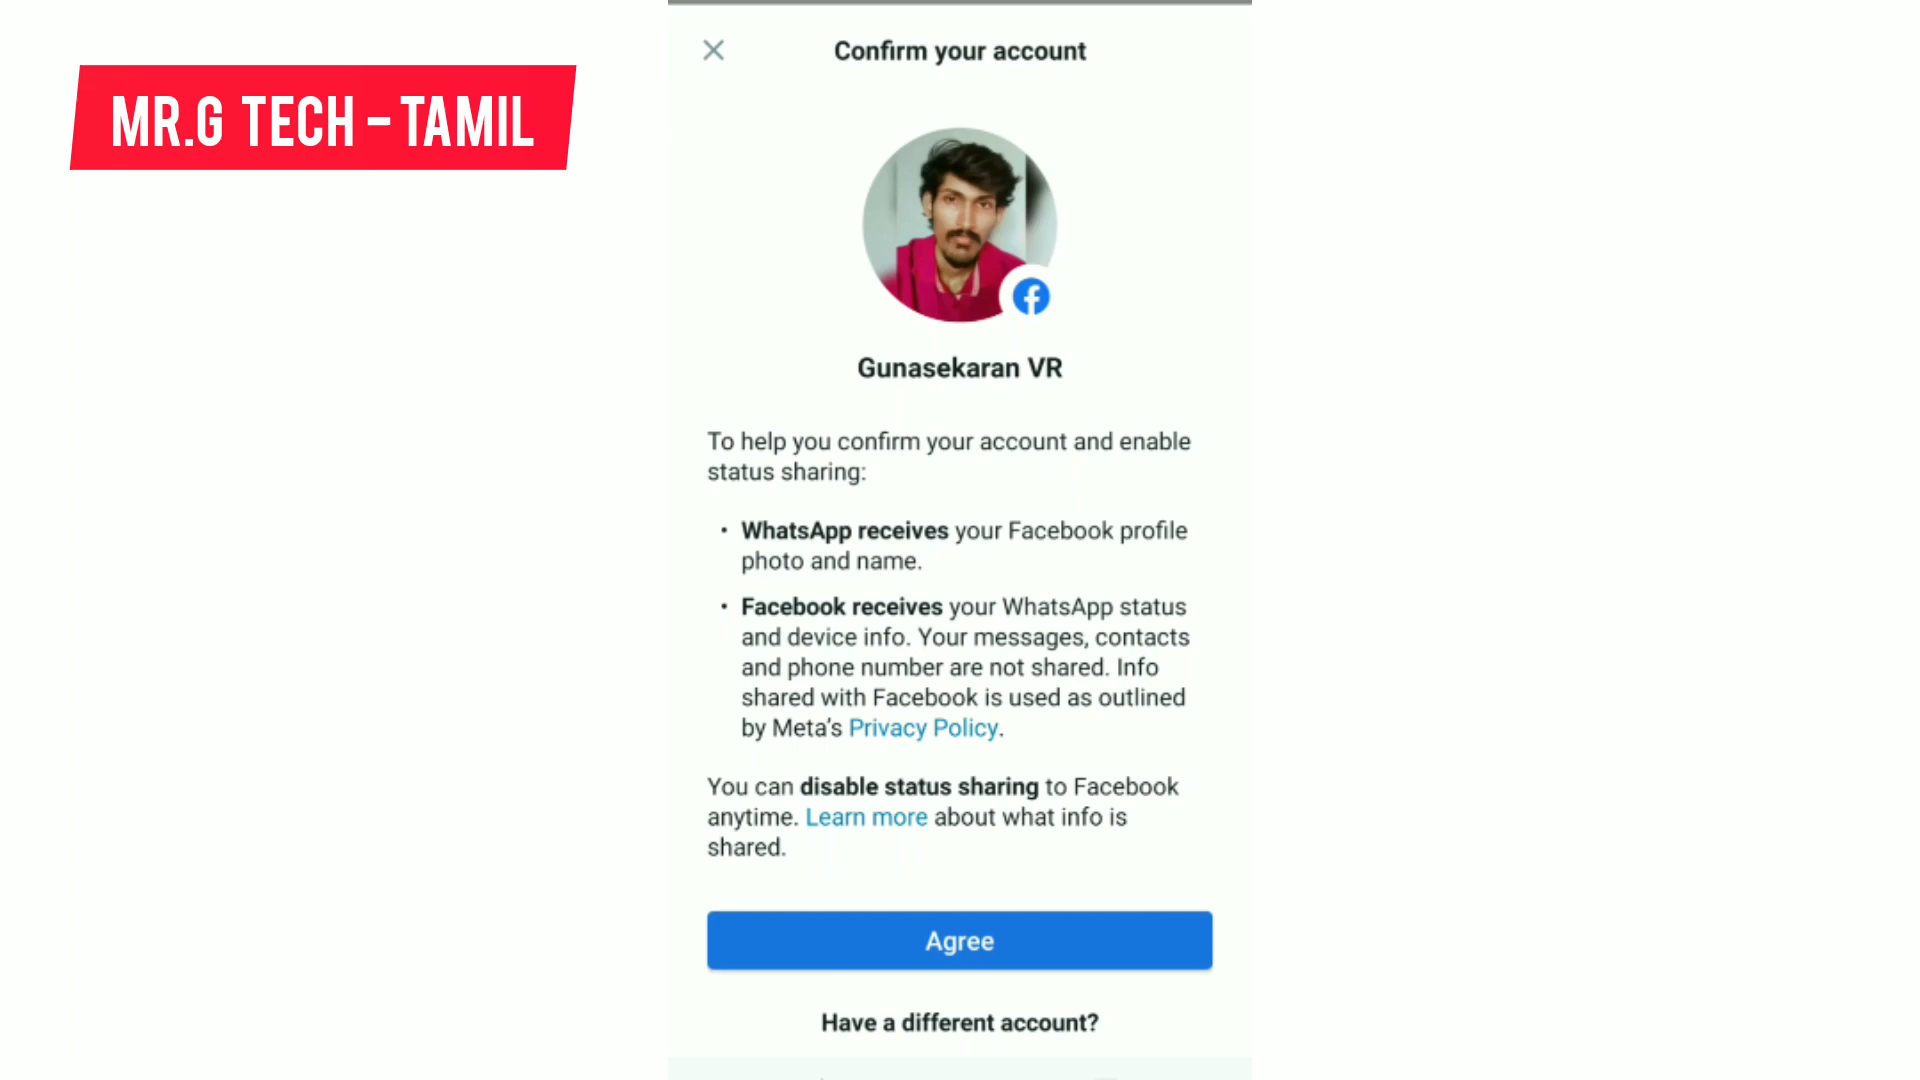 MR.G TECH - TAMIL
Confirm your account
Gunasekaran VR
To help you confirm your account and enable
status sharing:
• WhatsApp receives your Facebook profile
photo and name.
• Facebook receives your WhatsApp status
and device info. Your messages, contacts
and phone number are not shared. Info
shared with Facebook is used as outlined
by Meta’s Privacy Policy.
You can disable status sharing to Facebook
anytime. Learn more about what info is
shared.
Agree
Have a different account?